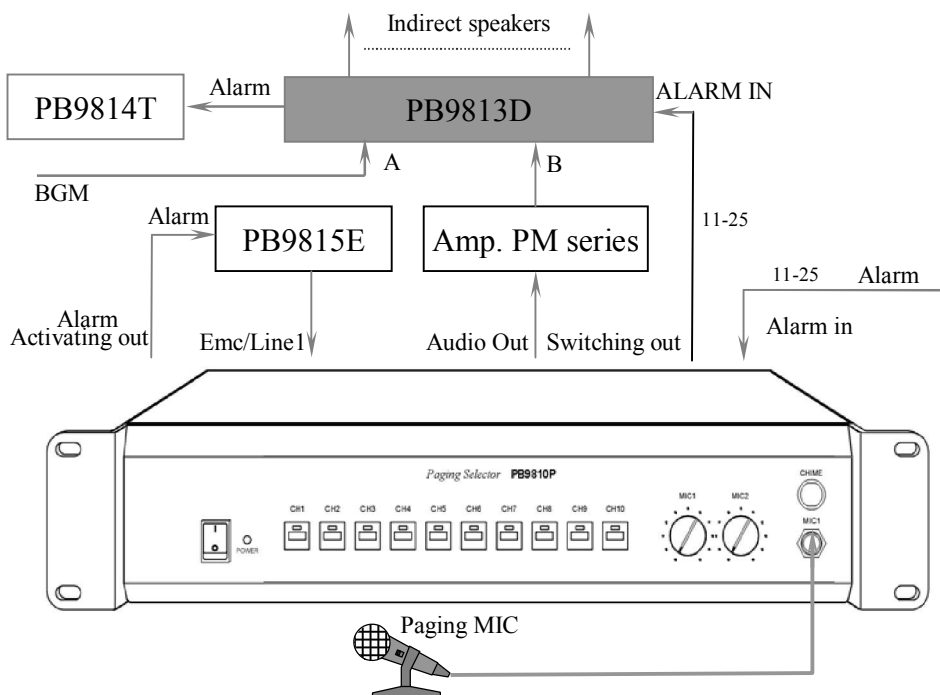 Indirect speakers
PB9814T
Alarm
PB9813D
ALARM IN
A
B
BGM
Alarm
PB9815E
Amp. PM series
11-25
11-25 Alarm
Alarm
Activating out
Emc/Line1
Audio Out
Switching out
Alarm in
Paging Selector PB9810P
CHIME
CH1 CH2 CH3 CH4 CH5 CH6 CH7 CH8 CH9 CH10
MIC1
MIC2
MIC1
POWER
Paging MIC